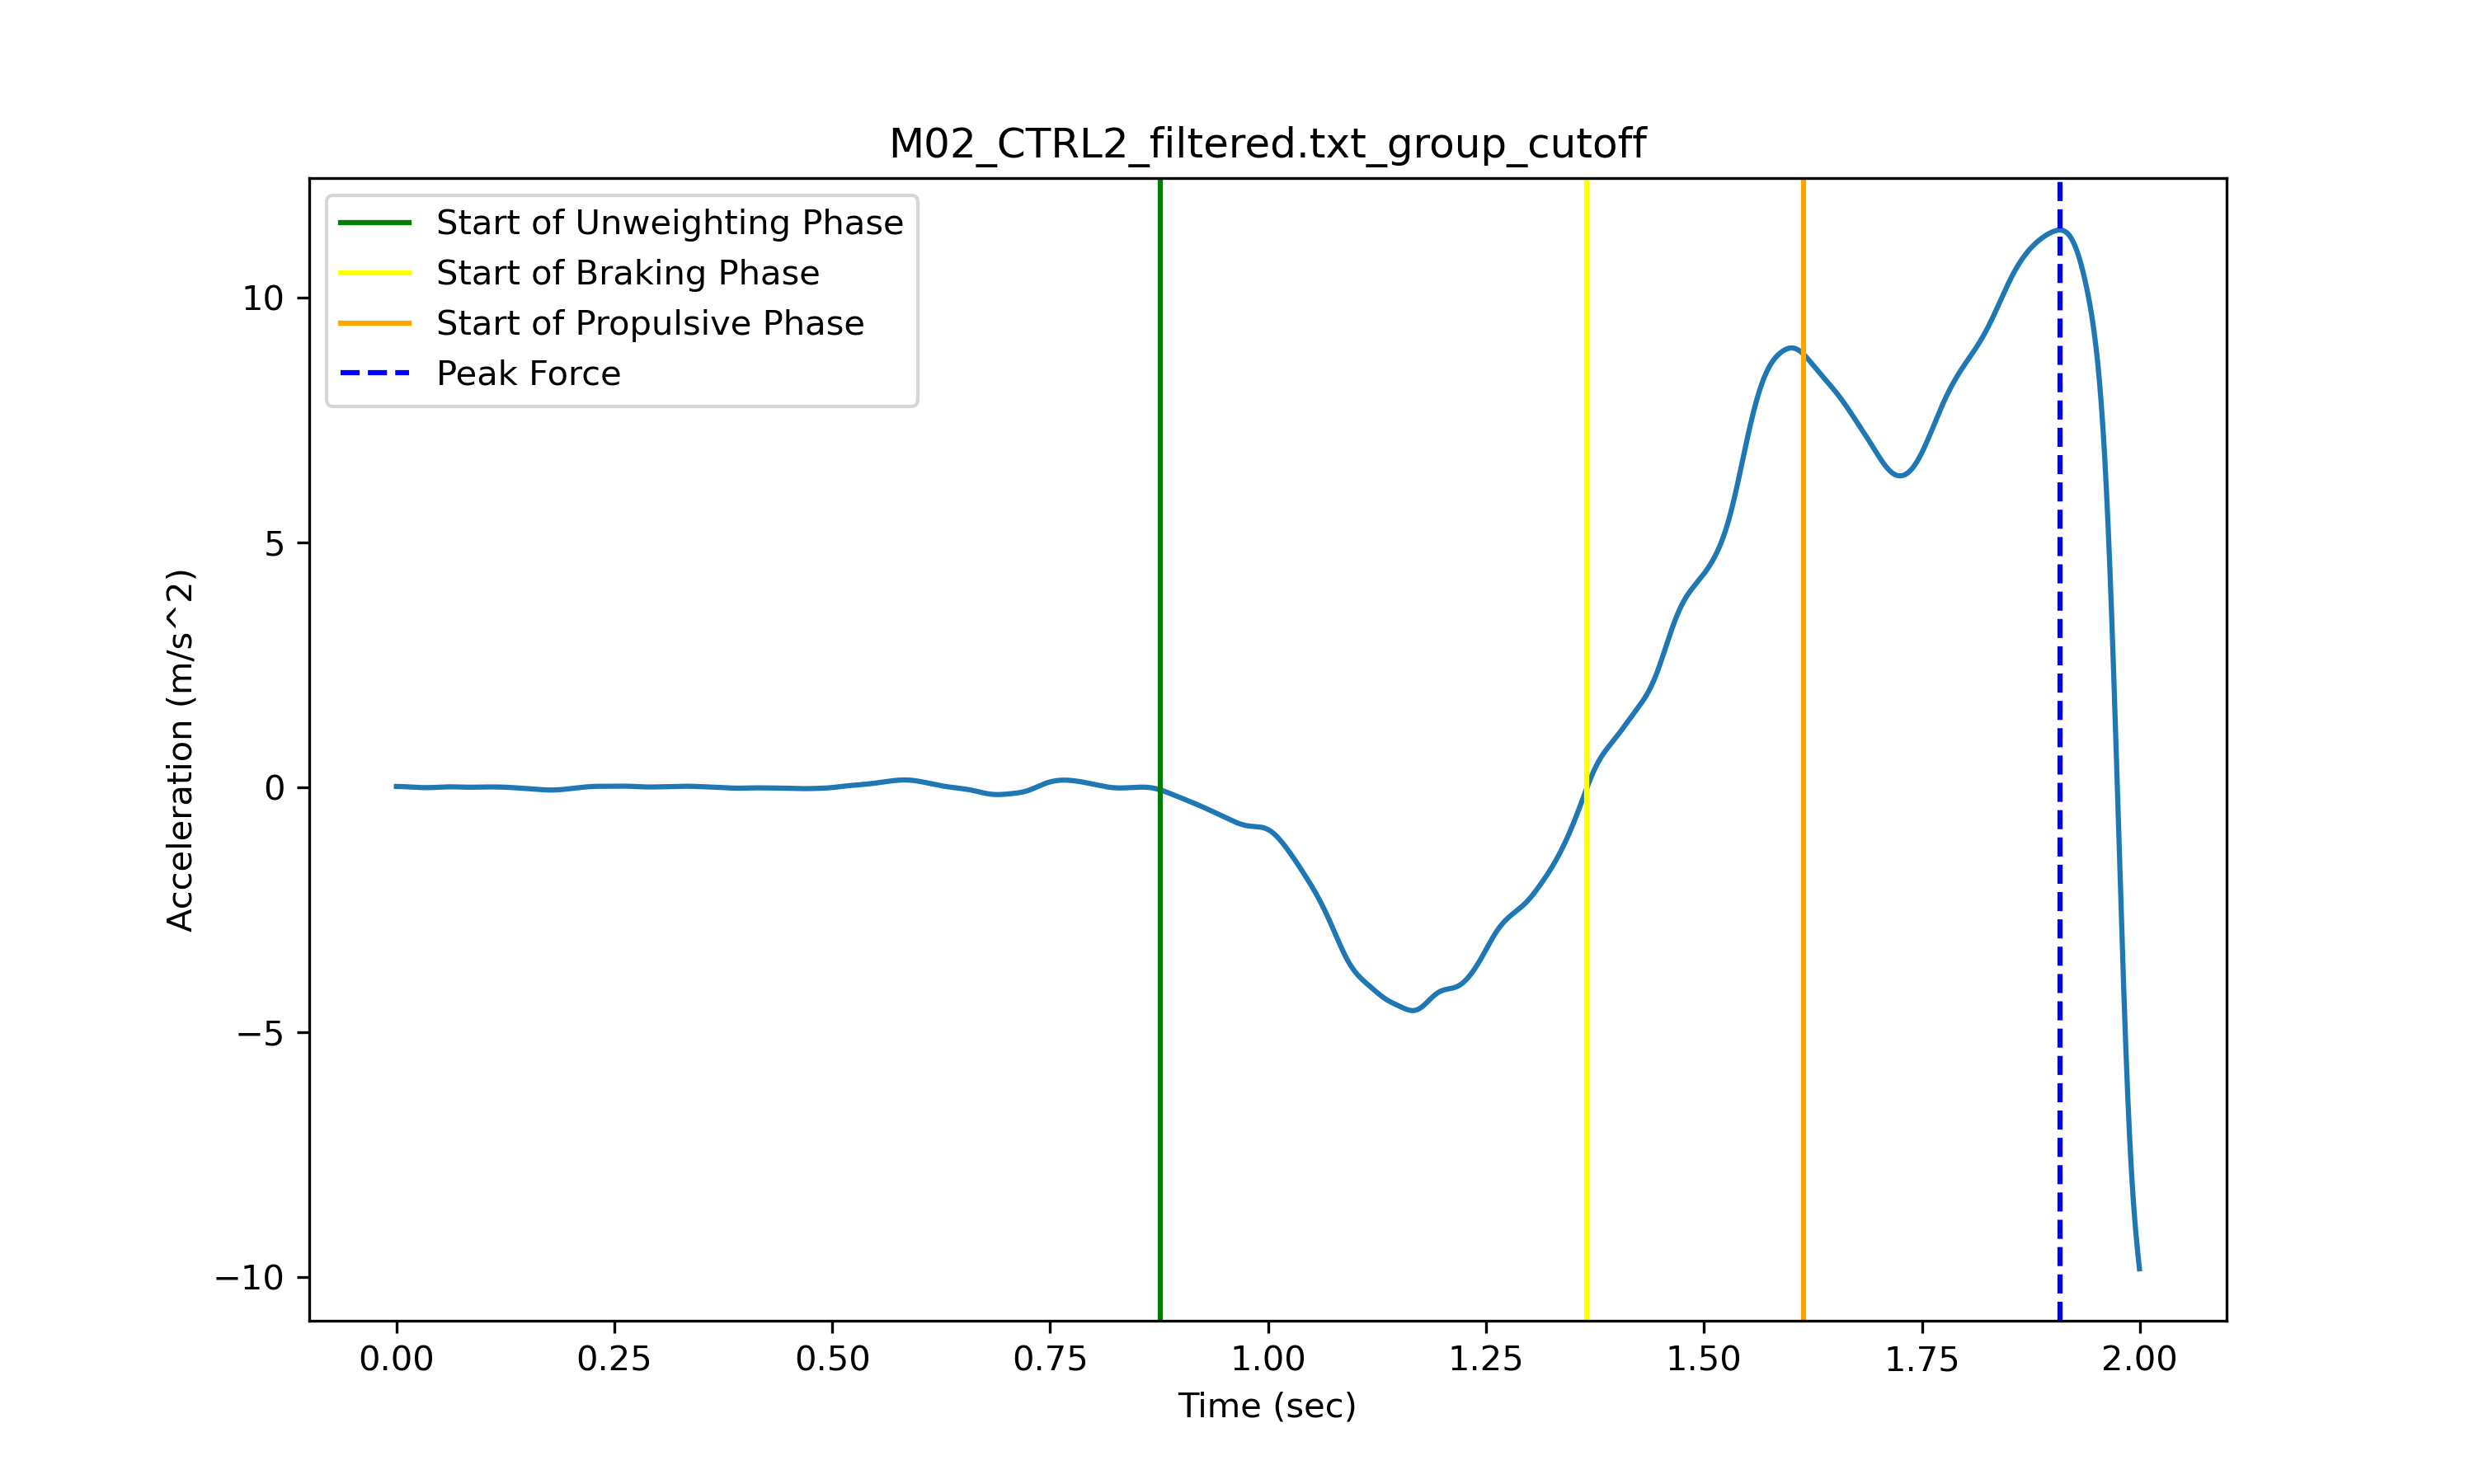 M02_CTRL2_filtered.txt_group_cutoff
Start of Unweighting Phase
Start of Braking Phase
Start of Propulsive Phase
Peak Force
Acceleration (m/s^2)
10
5
0
−5
−10
0.00 0.25 0.50 0.75 1.00 1.25 1.50 1.75 2.00
Time (sec)